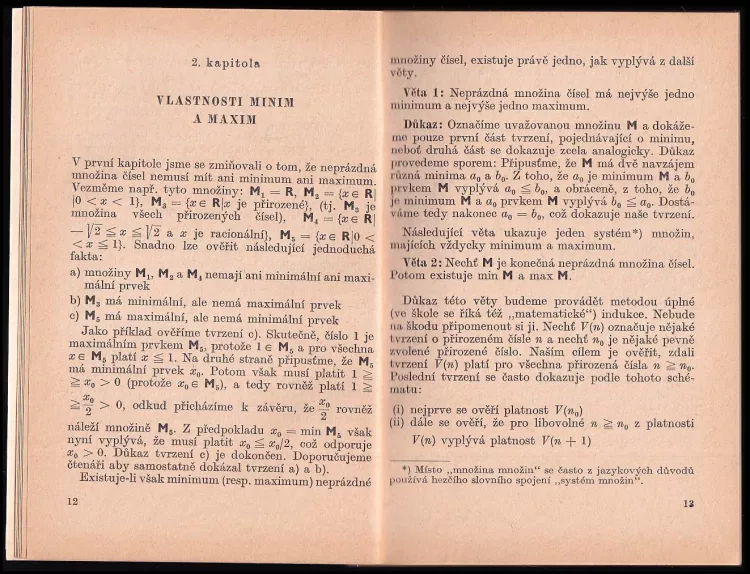 2. kapitola
VLASTNOSTI MINIM
A MAXIM
V první kapitole jsme se zmiňovali o tom, že neprázdná
množina čísel nemusí mít ani minimum ani maximum.
Vezměme např. tyto množiny: M₁ = R, M₂ = {x ∈ R|
|0 < x < 1}, M₃ = {x ∈ R|x je přirozené}, (tj. M₃ je
množina všech přirozených čísel), M₄ = {x ∈ R|
— √2 ≦ x ≦ √2 a x je racionální}, M₅ = {x ∈ R|0 <
< x ≦ 1}. Snadno lze ověřit následující jednoduchá
fakta:
a) množiny M₁, M₂ a M₄ nemají ani minimální ani maxi-
mální prvek
b) M₃ má minimální, ale nemá maximální prvek
c) M₅ má maximální, ale nemá minimální prvek
Jako příklad ověříme tvrzení c). Skutečně, číslo 1 je
maximálním prvkem M₅, protože 1 ∈ M₅ a pro všechna
x ∈ M₅ platí x ≦ 1. Na druhé straně připusťme, že M₅
má minimální prvek x₀. Potom však musí platit 1 ≧
≧ x₀ > 0 (protože x₀ ∈ M₅), a tedy rovněž platí 1 ≧
≧ x₀/2 > 0, odkud přicházíme k závěru, že x₀/2 rovněž
náleží množině M₅. Z předpokladu x₀ = min M₅ však
nyní vyplývá, že musí platit x₀ ≦ x₀/2, což odporuje
x₀ > 0. Důkaz tvrzení c) je dokončen. Doporučujeme
čtenáři aby samostatně dokázal tvrzení a) a b).
Existuje-li však minimum (resp. maximum) neprázdné
12
množiny čísel, existuje právě jedno, jak vyplývá z další
věty.
Věta 1: Neprázdná množina čísel má nejvýše jedno
minimum a nejvýše jedno maximum.
Důkaz: Označíme uvažovanou množinu M a dokáže-
me pouze první část tvrzení, pojednávající o minimu,
neboť druhá část se dokazuje zcela analogicky. Důkaz
provedeme sporem: Připusťme, že M má dvě navzájem
různá minima a₀ a b₀. Z toho, že a₀ je minimum M a b₀
prvkem M vyplývá a₀ ≦ b₀, a obráceně, z toho, že b₀
je minimum M a a₀ prvkem M vyplývá b₀ ≦ a₀. Dostá-
váme tedy nakonec a₀ = b₀, což dokazuje naše tvrzení.
Následující věta ukazuje jeden systém*) množin,
majících vždycky minimum a maximum.
Věta 2: Nechť M je konečná neprázdná množina čísel.
Potom existuje min M a max M.
Důkaz této věty budeme provádět metodou úplné
(ve škole se říká též „matematické“) indukce. Nebude
na škodu připomenout si ji. Nechť V(n) označuje nějaké
tvrzení o přirozeném čísle n a nechť n₀ je nějaké pevně
zvolené přirozené číslo. Naším cílem je ověřit, zdali
tvrzení V(n) platí pro všechna přirozená čísla n ≧ n₀.
Poslední tvrzení se často dokazuje podle tohoto sché-
matu:
(i) nejprve se ověří platnost V(n₀)
(ii) dále se ověří, že pro libovolné n ≧ n₀ z platnosti
V(n) vyplývá platnost V(n + 1)
*) Místo „množina množin“ se často z jazykových důvodů
používá hezčího slovního spojení „systém množin“.
13